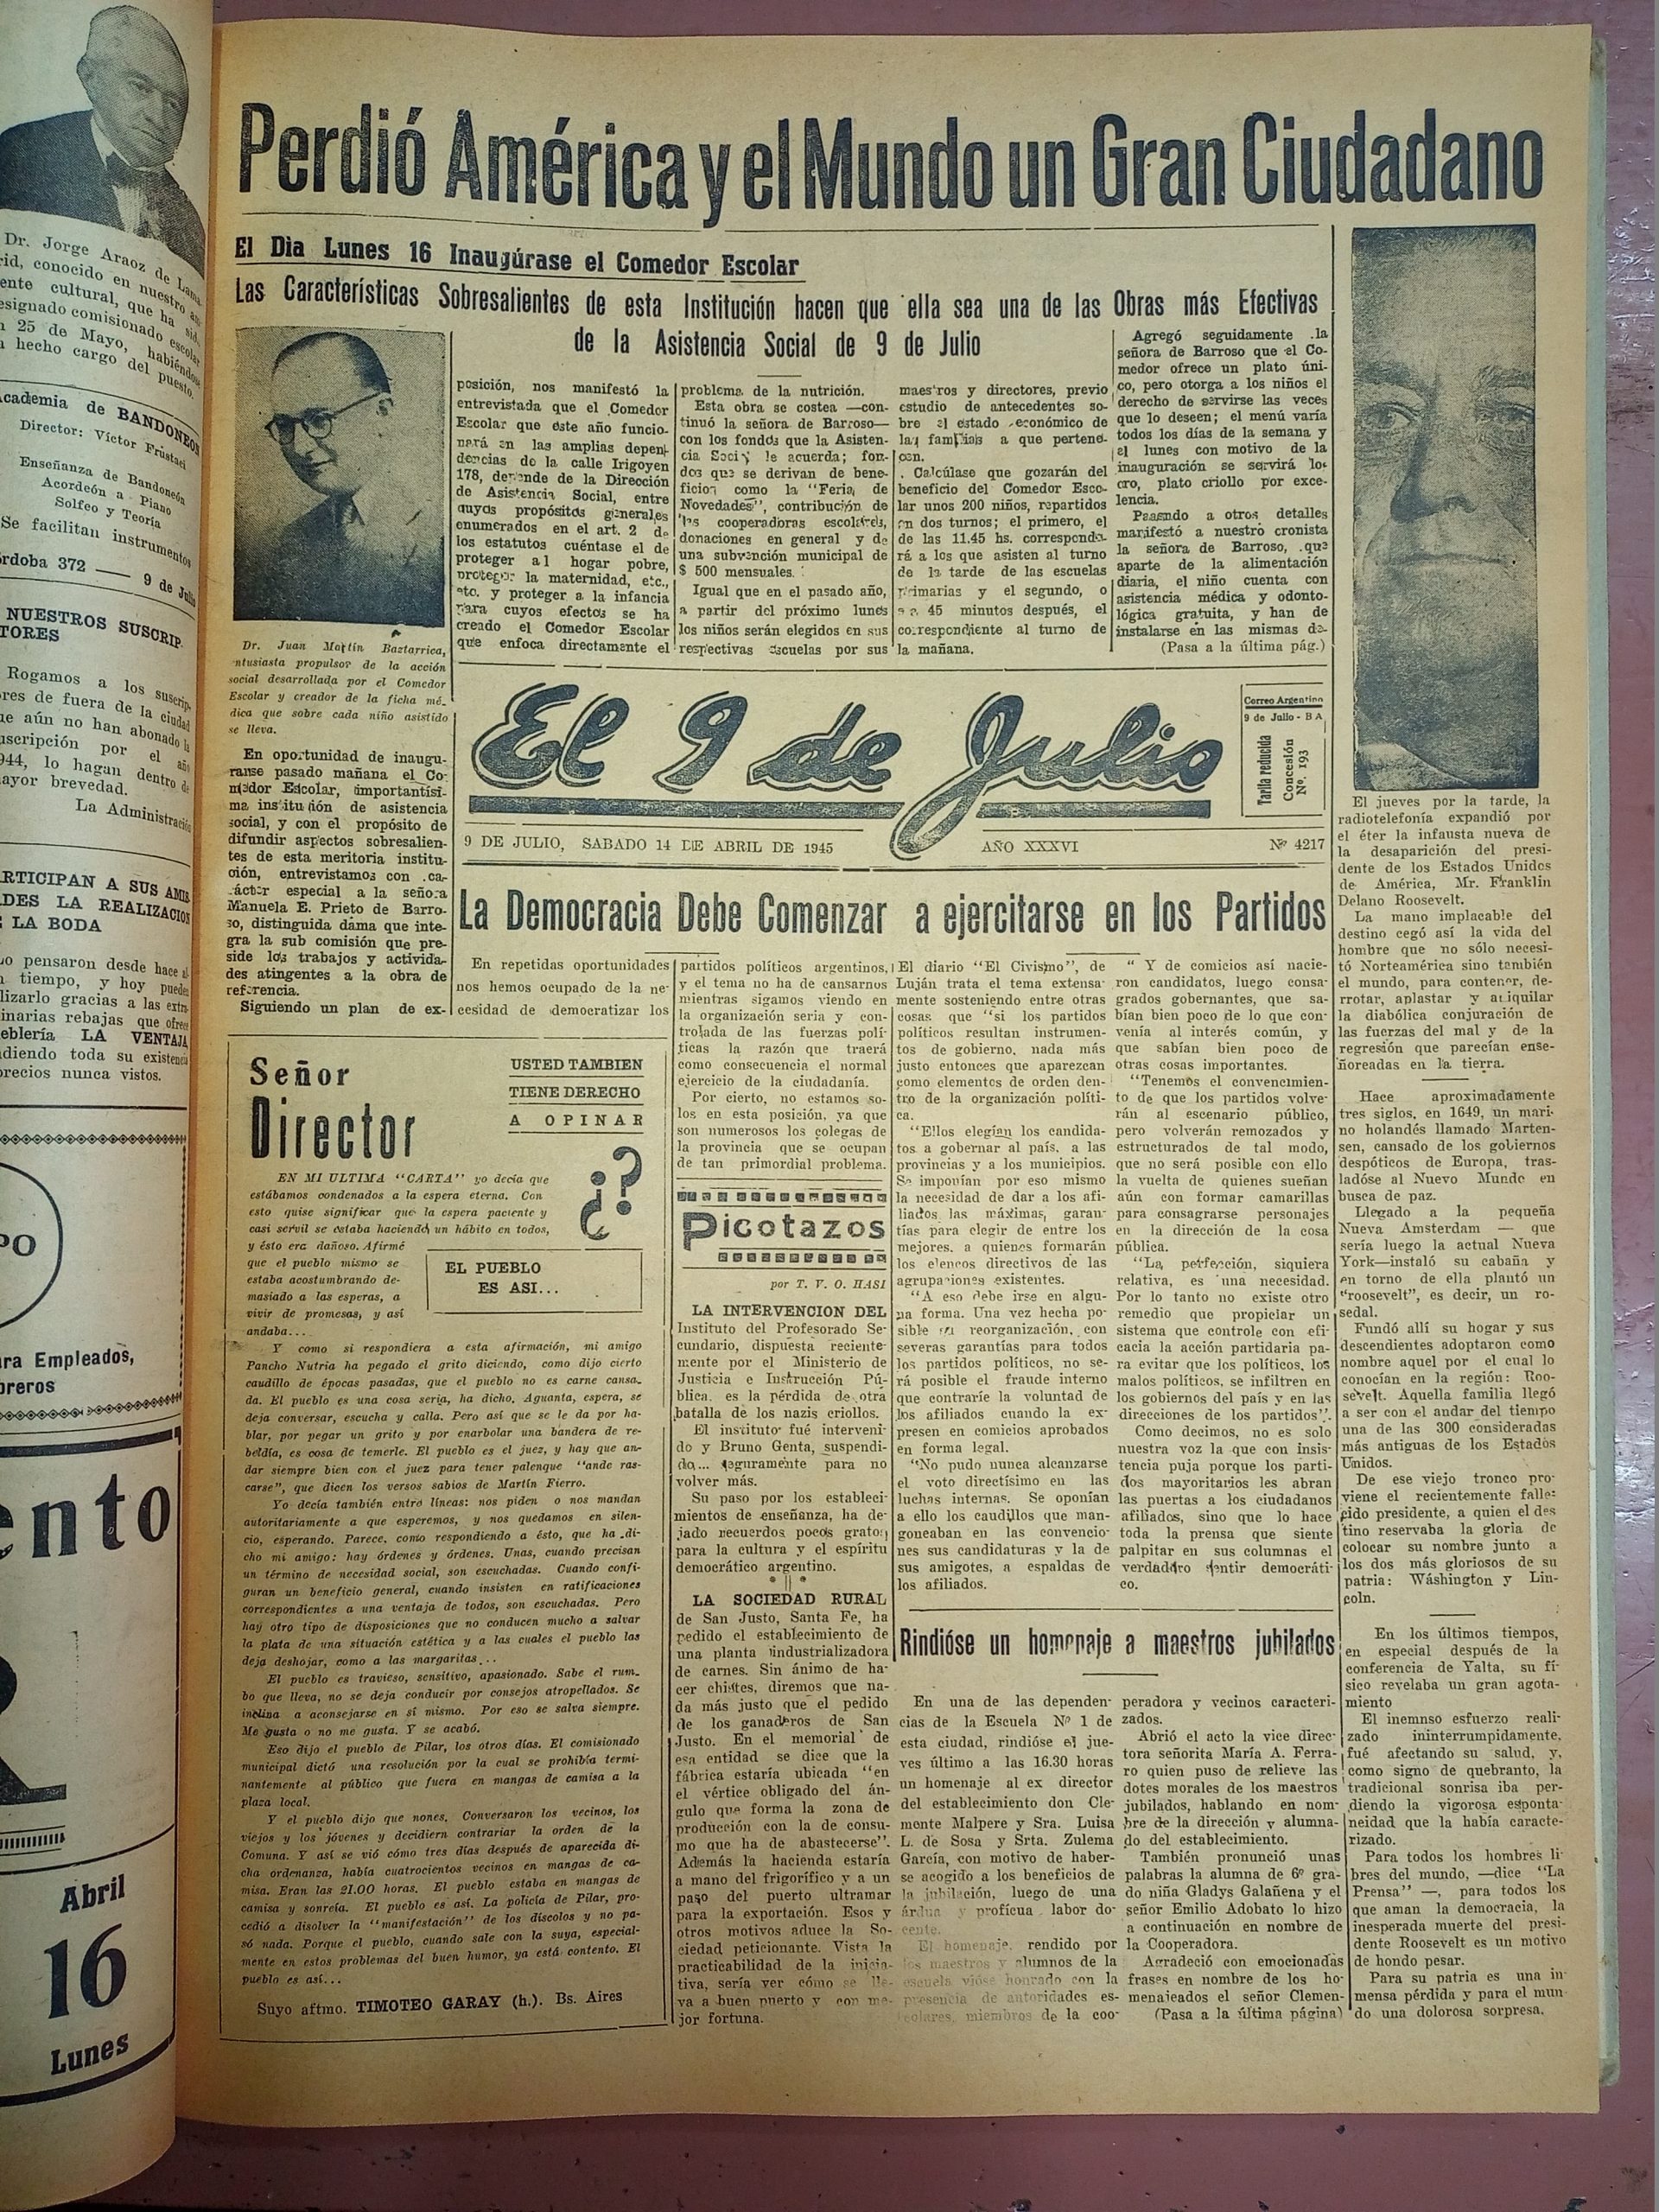 Dr. Jorge Araoz de Lama
rid, conocido en nuestro am
ente cultural, que ha sid
esignado comisionado escolar
25 de Mayo, habiéndose
hecho cargo del puesto.
cademia de BANDONEON
Director: Víctor Frustaci
Enseñanza de Bandoneón
Acordeón a Piano
Solfeo y Teoría
Se facilitan instrumentos
rdoba 372 —— 9 de Julio
NUESTROS SUSCRIP.
TORES
Rogamos a los suscrip-
res de fuera de la ciudad
ue aún no han abonado la
uscripción por el año
944, lo hagan dentro de
ayor brevedad.
La Administración
RTICIPAN A SUS AMIS
DES LA REALIZACION
LA BODA
o pensaron desde hace al
tiempo, y hoy pueden
lizarlo gracias a las extra-
inarias rebajas que ofrece
eblería LA VENTAJA
diendo toda su existencia
precios nunca vistos.
PO
ra Empleados,
breros
ento
Abril
16
Lunes
Perdió América y el Mundo un Gran Ciudadano
El Dia Lunes 16 Inaugúrase el Comedor Escolar
Las Características Sobresalientes de esta Institución hacen que ella sea una de las Obras más Efectivas
de la Asistencia Social de 9 de Julio
Dr. Juan Martín Baztarrica,
entusiasta propulsor de la acción
social desarrollada por el Comedor
Escolar y creador de la ficha mé-
dica que sobre cada niño asistido
se lleva.
En oportunidad de inaugu-
ranse pasado mañana el Co-
medor Escolar, importantísi-
ma institución de asistencia
social, y con el propósito de
difundir aspectos sobresalien-
tes de esta meritoria institu-
ción, entrevistamos con ca-
rácter especial a la señora
Manuela E. Prieto de Barro-
so, distinguida dama que inte-
gra la sub comisión que pre-
side los trabajos y activida-
des atingentes a la obra de
referencia.
Siguiendo un plan de ex-
posición, nos manifestó la
entrevistada que el Comedor
Escolar que este año funcio-
nará en las amplias depen-
dencias de la calle Irigoyen
178, depende de la Dirección
de Asistencia Social, entre
cuyos propósitos generales
enumerados en el art. 2 de
los estatutos cuéntase el de
proteger al hogar pobre,
proteger la maternidad, etc.,
etc. y proteger a la infancia
para cuyos efectos se ha
creado el Comedor Escolar
que enfoca directamente el
problema de la nutrición.
Esta obra se costea —con-
tinuó la señora de Barroso—
con los fondos que la Asisten-
cia Social le acuerda; fon-
dos que se derivan de bene-
ficios como la "Feria de
Novedades", contribución de
las cooperadoras escolares,
donaciones en general y de
una subvención municipal de
$ 500 mensuales.
Igual que en el pasado año,
a partir del próximo lunes
los niños serán elegidos en sus
respectivas escuelas por sus
maestros y directores, previo
estudio de antecedentes so-
bre el estado económico de
las familias a que pertene-
cen.
Calcúlase que gozarán del
beneficio del Comedor Esco-
lar unos 200 niños, repartidos
en dos turnos; el primero, el
de las 11.45 hs. corresponde-
rá a los que asisten al turno
de la tarde de las escuelas
primarias y el segundo, o
sea 45 minutos después, el
correspondiente al turno de
la mañana.
Agregó seguidamente la
señora de Barroso que el Co-
medor ofrece un plato úni-
co, pero otorga a los niños el
derecho de servirse las veces
que lo deseen; el menú varía
todos los días de la semana y
el lunes con motivo de la
inauguración se servirá lo-
cro, plato criollo por exce-
lencia.
Pasando a otros detalles
manifestó a nuestro cronista
la señora de Barroso, que
aparte de la alimentación
diaria, el niño cuenta con
asistencia médica y odonto-
lógica gratuita, y han de
instalarse en las mismas de-
(Pasa a la última pág.)
El 9 de Julio
Correo Argentino
9 de Julio - B A
Tarifa reducida
Concesión
Nº. 193
9 DE JULIO, SABADO 14 DE ABRIL DE 1945
AÑO XXXVI
Nº 4217
La Democracia Debe Comenzar a ejercitarse en los Partidos
En repetidas oportunidades
nos hemos ocupado de la ne-
cesidad de democratizar los
partidos políticos argentinos,
y el tema no ha de cansarnos
mientras sigamos viendo en
la organización seria y con-
trolada de las fuerzas polí-
ticas la razón que traerá
como consecuencia el normal
ejercicio de la ciudadanía.
Por cierto, no estamos so-
los en esta posición, ya que
son numerosos los colegas de
la provincia que se ocupan
de tan primordial problema.
El diario "El Civismo", de
Luján trata el tema extensa-
mente sosteniendo entre otras
cosas que "si los partidos
políticos resultan instrumen-
tos de gobierno, nada más
justo entonces que aparezcan
como elementos de orden den-
tro de la organización políti-
ca.
"Ellos elegían los candida-
tos a gobernar al país, a las
provincias y a los municipios.
Se imponían por eso mismo
la necesidad de dar a los afi-
liados las máximas garan-
tías para elegir de entre los
mejores, a quienes formarán
los elencos directivos de las
agrupaciones existentes.
"A eso debe irse en algu-
na forma. Una vez hecha po-
sible su reorganización, con
severas garantías para todos
los partidos políticos, no se-
rá posible el fraude interno
que contraríe la voluntad de
los afiliados cuando la ex-
presen en comicios aprobados
en forma legal.
"No pudo nunca alcanzarse
el voto directísimo en las
luchas internas. Se oponían
a ello los caudillos que man-
goneaban en las convencio-
nes sus candidaturas y la de
sus amigotes, a espaldas de
los afiliados.
" Y de comicios así nacie-
ron candidatos, luego consa-
grados gobernantes, que sa-
bían bien poco de lo que con-
venía al interés común, y
que sabían bien poco de
otras cosas importantes.
"Tenemos el convencimien-
to de que los partidos volve-
rán al escenario público,
pero volverán remozados y
estructurados de tal modo,
que no será posible con ello
la vuelta de quienes sueñan
aún con formar camarillas
para consagrarse personajes
en la dirección de la cosa
pública.
"La perfección, siquiera
relativa, es una necesidad.
Por lo tanto no existe otro
remedio que propiciar un
sistema que controle con efi-
cacia la acción partidaria pa-
ra evitar que los políticos, los
malos políticos, se infiltren en
los gobiernos del país y en las
direcciones de los partidos".
Como decimos, no es solo
nuestra voz la que con insis-
tencia puja porque los parti-
dos mayoritarios les abran
las puertas a los ciudadanos
afiliados, sino que lo hace
toda la prensa que siente
palpitar en sus columnas el
verdadero sentir democráti-
co.
Señor
Director
USTED TAMBIEN
TIENE DERECHO
A OPINAR
¿?
EL PUEBLO
ES ASI...
EN MI ULTIMA "CARTA" yo decía que
estábamos condenados a la espera eterna. Con
esto quise significar que la espera paciente y
casi servil se estaba haciendo un hábito en todos,
y ésto era dañoso. Afirmé
que el pueblo mismo se
estaba acostumbrando de-
masiado a las esperas, a
vivir de promesas, y así
andaba...
Y como si respondiera a esta afirmación, mi amigo
Pancho Nutria ha pegado el grito diciendo, como dijo cierto
caudillo de épocas pasadas, que el pueblo no es carne cansa-
da. El pueblo es una cosa seria, ha dicho. Aguanta, espera, se
deja conversar, escucha y calla. Pero así que se le da por ha-
blar, por pegar un grito y por enarbolar una bandera de re-
beldía, es cosa de temerle. El pueblo es el juez, y hay que an-
dar siempre bien con el juez para tener palenque "ande ras-
carse", que dicen los versos sabios de Martín Fierro.
Yo decía también entre líneas: nos piden o nos mandan
autoritariamente a que esperemos, y nos quedamos en silen-
cio, esperando. Parece, como respondiendo a ésto, que ha di-
cho mi amigo: hay órdenes y órdenes. Unas, cuando precisan
un término de necesidad social, son escuchadas. Cuando confi-
guran un beneficio general, cuando insisten en ratificaciones
correspondientes a una ventaja de todos, son escuchadas. Pero
hay otro tipo de disposiciones que no conducen mucho a salvar
la plata de una situación estética y a las cuales el pueblo las
deja deshojar, como a las margaritas...
El pueblo es travieso, sensitivo, apasionado. Sabe el rum-
bo que lleva, no se deja conducir por consejos atropellados. Se
inclina a aconsejarse en sí mismo. Por eso se salva siempre.
Me gusta o no me gusta. Y se acabó.
Eso dijo el pueblo de Pilar, los otros días. El comisionado
municipal dictó una resolución por la cual se prohibía termi-
nantemente al público que fuera en mangas de camisa a la
plaza local.
Y el pueblo dijo que nones. Conversaron los vecinos, los
viejos y los jóvenes y decidiern contrariar la orden de la
Comuna. Y así se vió cómo tres días después de aparecida di-
cha ordenanza, había cuatrocientos vecinos en mangas de ca-
misa. Eran las 21.00 horas. El pueblo estaba en mangas de
camisa y sonreía. El pueblo es así. La policía de Pilar, pro-
cedió a disolver la "manifestación" de los díscolos y no pa-
só nada. Porque el pueblo, cuando sale con la suya, especial-
mente en estos problemas del buen humor, ya está contento. El
pueblo es así...
Suyo aftmo. TIMOTEO GARAY (h.). Bs. Aires
Picotazos
por T. V. O. HASI
LA INTERVENCION DEL
Instituto del Profesorado Se-
cundario, dispuesta reciente-
mente por el Ministerio de
Justicia e Instrucción Pú-
blica, es la pérdida de otra
batalla de los nazis criollos.
El instituto fué interveni-
do y Bruno Genta, suspendi-
do... seguramente para no
volver más.
Su paso por los estableci-
mientos de enseñanza, ha de-
jado recuerdos pocos gratos
para la cultura y el espíritu
democrático argentino.
LA SOCIEDAD RURAL
de San Justo, Santa Fe, ha
pedido el establecimiento de
una planta industrializadora
de carnes. Sin ánimo de ha-
cer chistes, diremos que na-
da más justo que el pedido
de los ganaderos de San
Justo. En el memorial de
esa entidad se dice que la
fábrica estaría ubicada "en
el vértice obligado del án-
gulo que forma la zona de
producción con la de consu-
mo que ha de abastecerse".
Además la hacienda estaría
a mano del frigorífico y a un
paso del puerto ultramar
para la exportación. Esos y
otros motivos aduce la So-
ciedad peticionante. Vista la
practicabilidad de la inicia-
tiva, sería ver cómo se lle-
va a buen puerto y con me-
jor fortuna.
Rindióse un homenaje a maestros jubilados
En una de las dependen-
cias de la Escuela Nº 1 de
esta ciudad, rindióse el jue-
ves último a las 16.30 horas
un homenaje al ex director
del establecimiento don Cle-
monte Malpere y Sra. Luisa
L. de Sosa y Srta. Zulema
García, con motivo de haber-
se acogido a los beneficios de
la jubilación, luego de una
árdua y profícua labor do-
cente.
El homenaje, rendido por
los maestros y alumnos de la
escuela vióse honrado con la
presencia de autoridades es-
colares, miembros de la coo-
peradora y vecinos caracteri-
zados.
Abrió el acto la vice direc-
tora señorita María A. Ferra-
ro quien puso de relieve las
dotes morales de los maestros
jubilados, hablando en nom-
bre de la dirección y alumna-
do del establecimiento.
También pronunció unas
palabras la alumna de 6º gra-
do niña Gladys Galañena y el
señor Emilio Adobato lo hizo
a continuación en nombre de
la Cooperadora.
Agradeció con emocionadas
frases en nombre de los ho-
menajeados el señor Clemen-
(Pasa a la última página)
El jueves por la tarde, la
radiotelefonía expandió por
el éter la infausta nueva de
la desaparición del presi-
dente de los Estados Unidos
de América, Mr. Franklin
Delano Roosevelt.
La mano implacable del
destino cegó así la vida del
hombre que no sólo necesi-
tó Norteamérica sino también
el mundo, para contener, de-
rrotar, aplastar y aniquilar
la diabólica conjuración de
las fuerzas del mal y de la
regresión que parecían ense-
ñoreadas en la tierra.
Hace aproximadamente
tres siglos, en 1649, un mari-
no holandés llamado Marten-
sen, cansado de los gobiernos
despóticos de Europa, tras-
ladóse al Nuevo Mundo en
busca de paz.
Llegado a la pequeña
Nueva Amsterdam — que
sería luego la actual Nueva
York—instaló su cabaña y
en torno de ella plantó un
"roosevelt", es decir, un ro-
sedal.
Fundó allí su hogar y sus
descendientes adoptaron como
nombre aquel por el cual lo
conocían en la región: Roo-
sevelt. Aquella familia llegó
a ser con el andar del tiempo
una de las 300 consideradas
más antiguas de los Estados
Unidos.
De ese viejo tronco pro-
viene el recientemente falle-
cido presidente, a quien el des
tino reservaba la gloria de
colocar su nombre junto a
los dos más gloriosos de su
patria: Wáshington y Lin-
coln.
En los últimos tiempos,
en especial después de la
conferencia de Yalta, su fí-
sico revelaba un gran agota-
miento
El inemnso esfuerzo reali-
zado ininterrumpidamente,
fué afectando su salud, y,
como signo de quebranto, la
tradicional sonrisa iba per-
diendo la vigorosa esponta-
neidad que la había caracte-
rizado.
Para todos los hombres li-
bres del mundo, —dice "La
Prensa" —, para todos los
que aman la democracia, la
inesperada muerte del presi-
dente Roosevelt es un motivo
de hondo pesar.
Para su patria es una in-
mensa pérdida y para el mun-
do una dolorosa sorpresa.